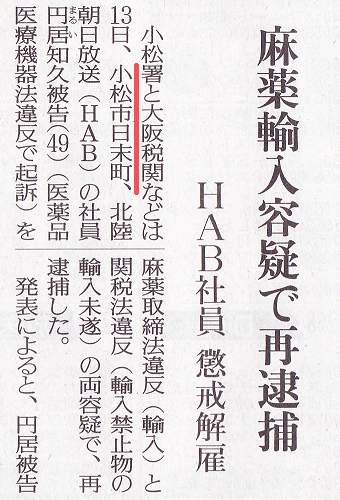 麻薬輸入容疑で再逮捕
HAB社員 懲戒解雇
小松署と大阪税関などは
13日、小松市日末町、北陸
朝日放送(HAB)の社員
円居知久被告(49)(医薬品
まるい
医療機器法違反で起訴)を
麻薬取締法違反(輸入)と
関税法違反(輸入禁止物の
輸入未遂)の両容疑で、再
逮捕した。
発表によると、円居被告